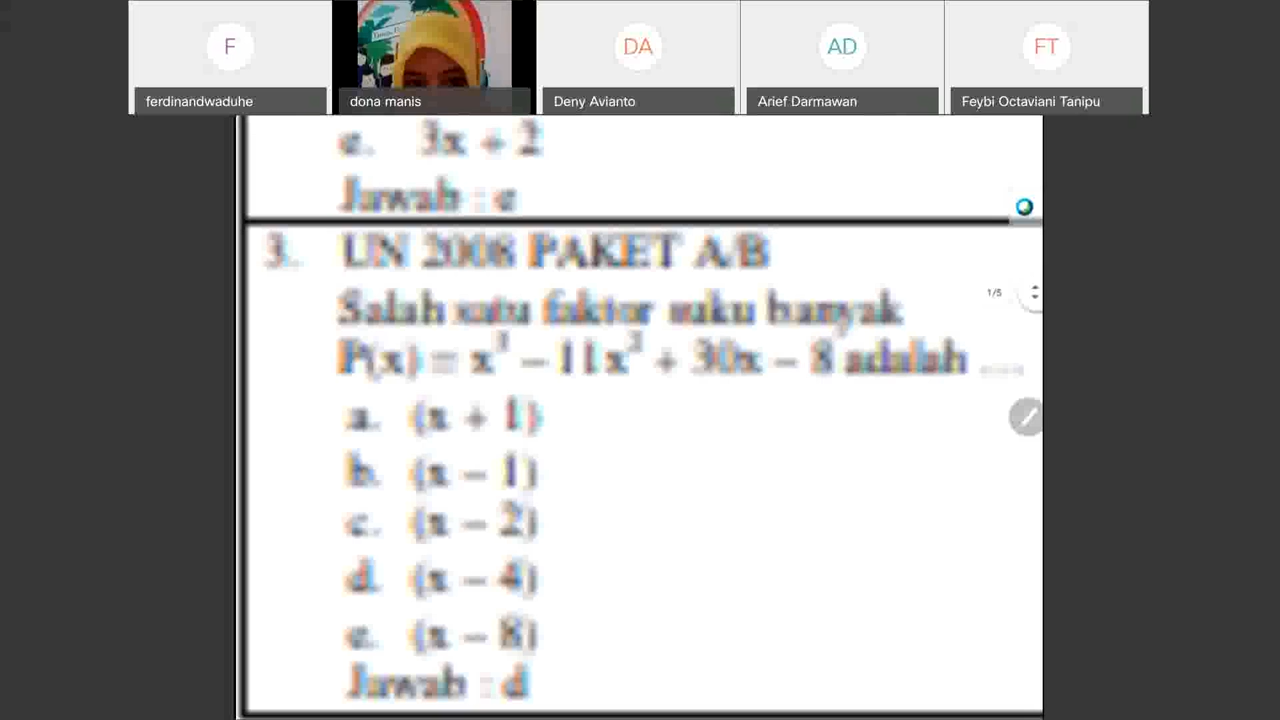 F
DA
AD
FT
ferdinandwaduhe
dona manis
Deny Avianto
Arief Darmawan
Feybi Octaviani Tanipu
e. 3x + 2
Jawab : e
3. UN 2008 PAKET A/B
Salah satu faktor suku banyak
P(x) = x³ – 11x² + 30x – 8 adalah ....
a. (x + 1)
b. (x – 1)
c. (x – 2)
d. (x – 4)
e. (x – 8)
Jawab : d
1/5